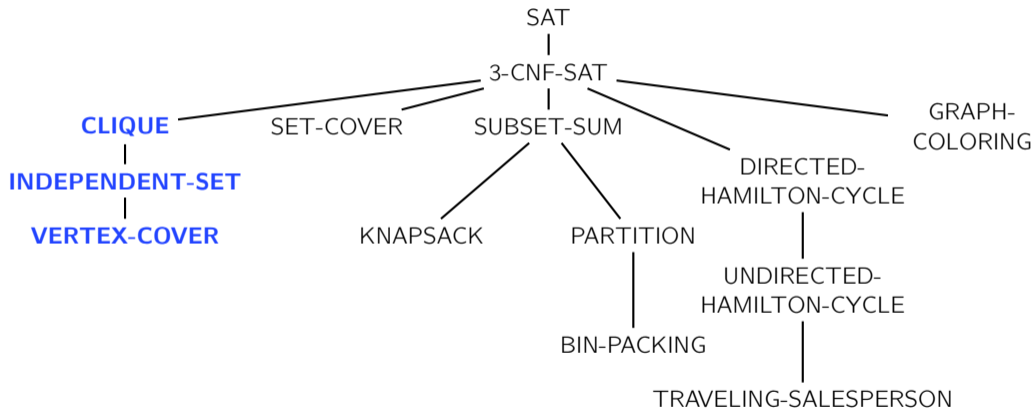 SAT
3-CNF-SAT
CLIQUE
SET-COVER
SUBSET-SUM
GRAPH-
COLORING
INDEPENDENT-SET
DIRECTED-
HAMILTON-CYCLE
VERTEX-COVER
KNAPSACK
PARTITION
UNDIRECTED-
HAMILTON-CYCLE
BIN-PACKING
TRAVELING-SALESPERSON